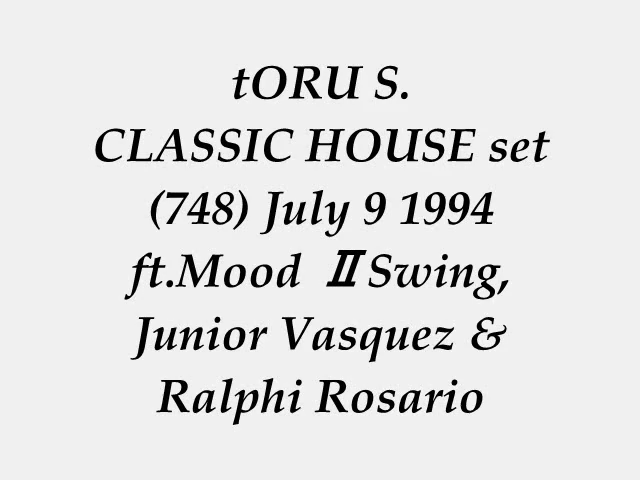 tORU S.
CLASSIC HOUSE set
(748) July 9 1994
ft.Mood ⅡSwing,
Junior Vasquez &
Ralphi Rosario